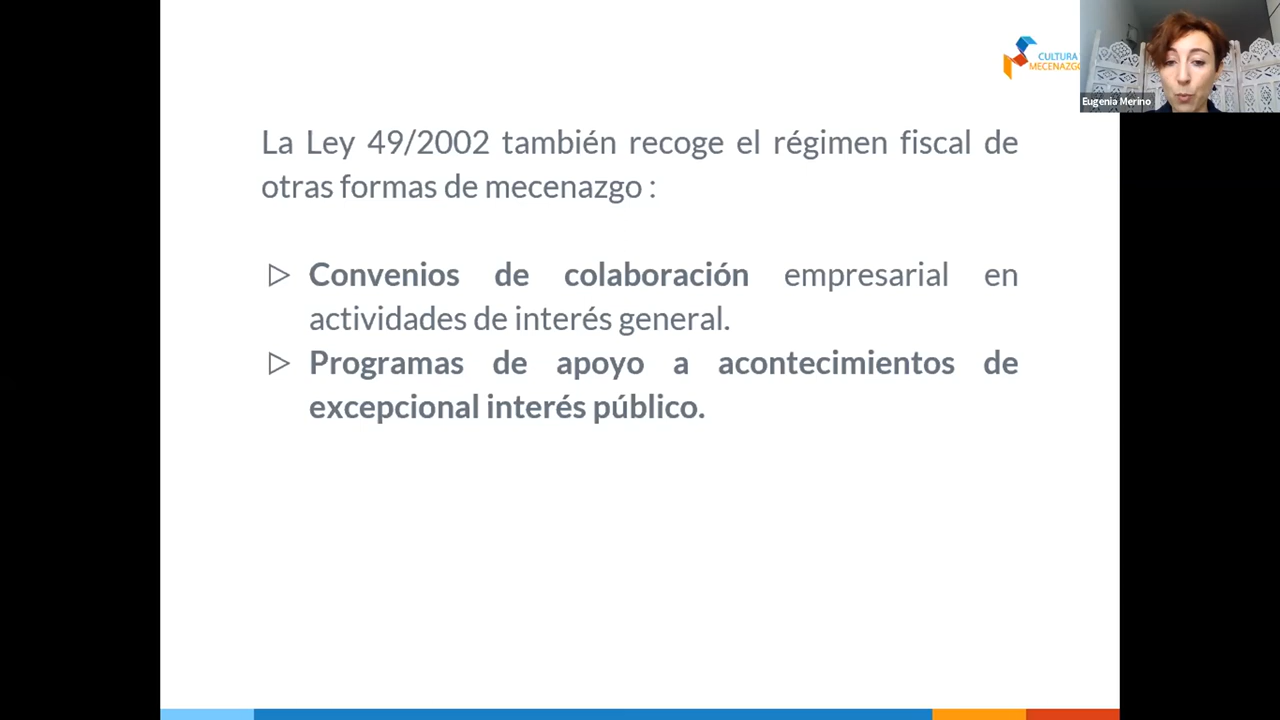 CULTURA
MECENAZGO
Eugenia Merino
La Ley 49/2002 también recoge el régimen fiscal de
otras formas de mecenazgo :
▷ Convenios de colaboración empresarial en
actividades de interés general.
▷ Programas de apoyo a acontecimientos de
excepcional interés público.